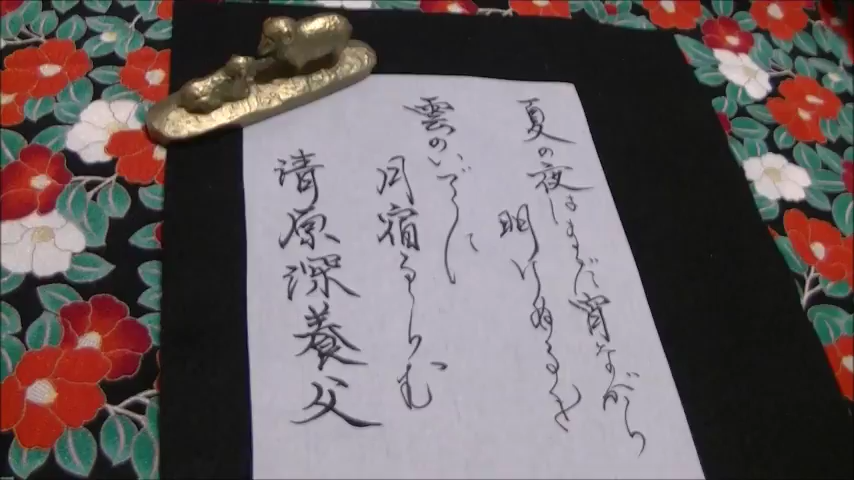 夏の夜はまだ宵ながら
明けぬるを
雲のいづこに
月宿るらむ
清原深養父